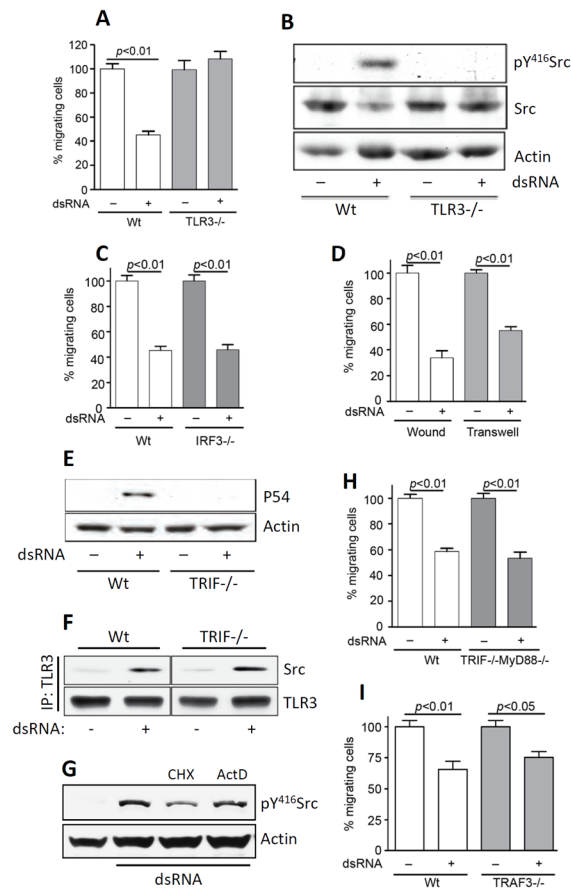 A
% migrating cells
120
100
80
60
40
20
0
p<0.01
dsRNA – + – +
Wt TLR3-/-
B
pY416Src
Src
Actin
– + – +
dsRNA
Wt TLR3-/-
C
% migrating cells
100
80
60
40
20
0
p<0.01 p<0.01
dsRNA – + – +
Wt IRF3-/-
D
% migrating cells
100
80
60
40
20
0
p<0.01 p<0.01
dsRNA – + – +
Wound Transwell
E
P54
Actin
dsRNA – + – +
Wt TRIF-/-
F
Wt TRIF-/-
IP: TLR3
Src
TLR3
dsRNA: - + - +
G
CHX ActD
pY416Src
Actin
dsRNA
H
% migrating cells
100
80
60
40
20
0
p<0.01 p<0.01
dsRNA – + – +
Wt TRIF-/-MyD88-/-
I
% migrating cells
100
75
50
25
0
p<0.01 p<0.05
dsRNA – + – +
Wt TRAF3-/-